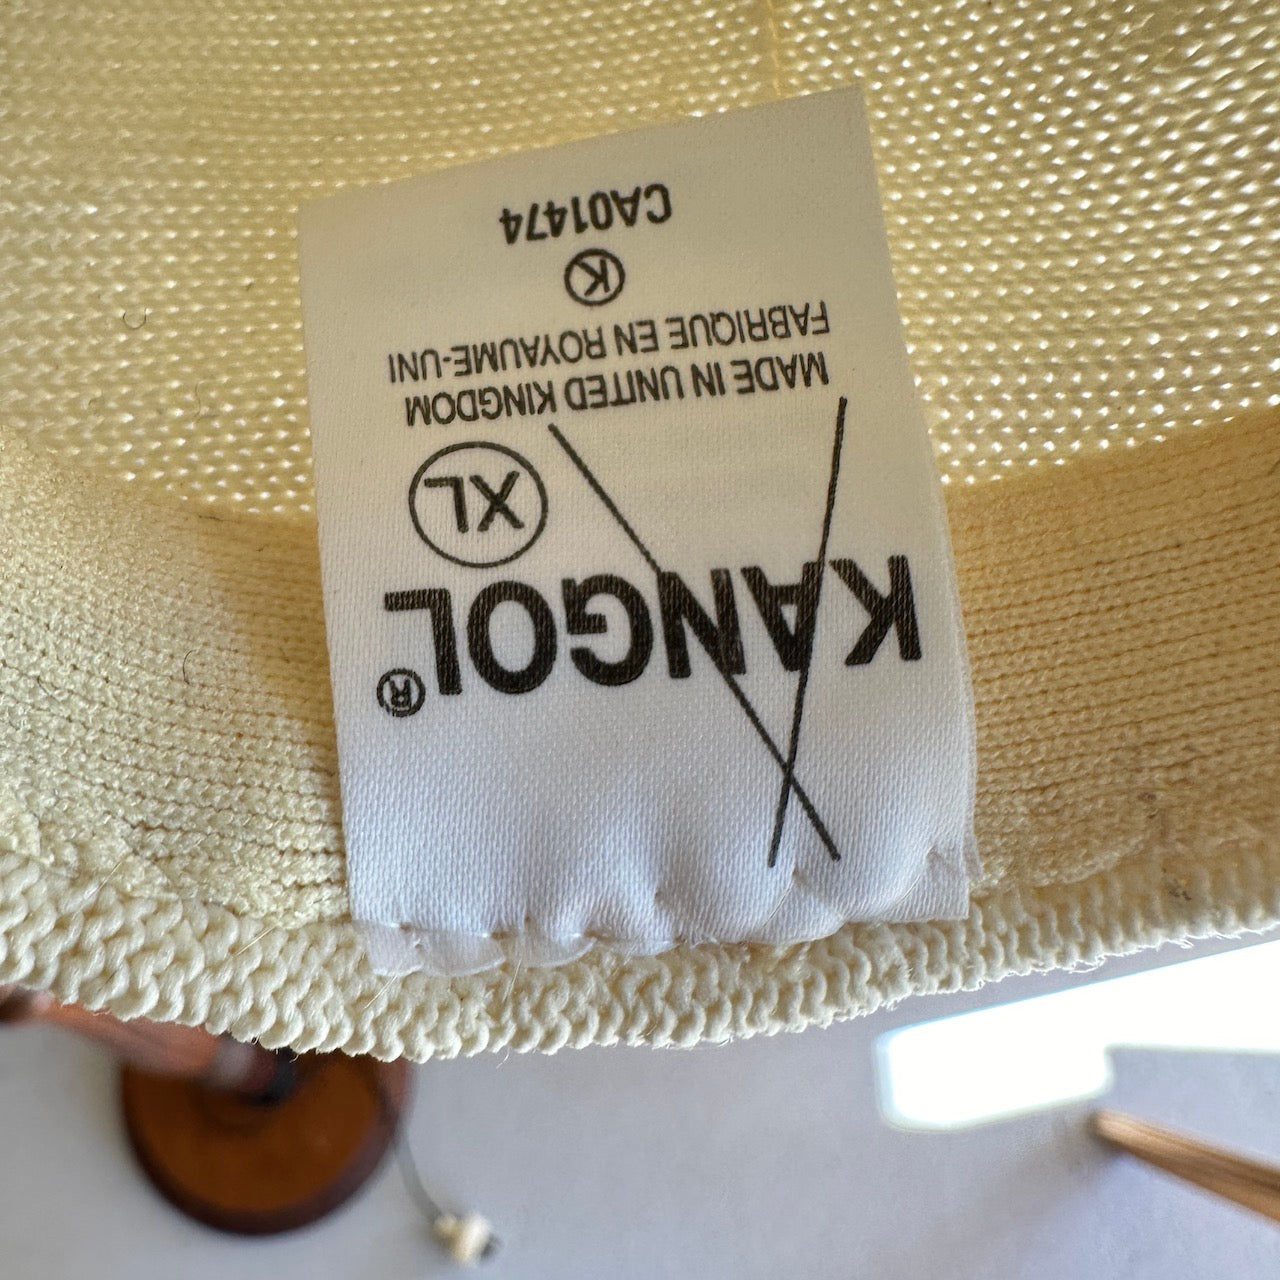 KANGOL®
XL
MADE IN UNITED KINGDOM
FABRIQUE EN ROYAUME-UNI
K
CA01474